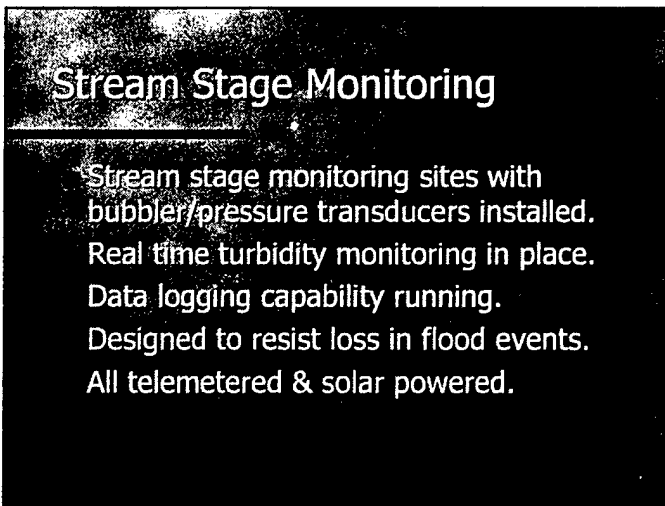 Stream Stage Monitoring
Stream stage monitoring sites with
bubbler/pressure transducers installed.
Real time turbidity monitoring in place.
Data logging capability running.
Designed to resist loss in flood events.
All telemetered & solar powered.